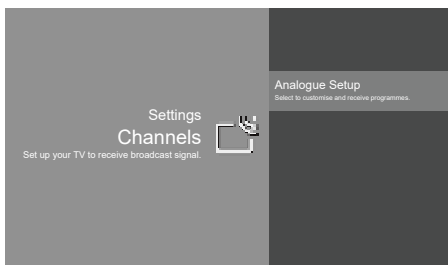 Settings
Channels
Set up your TV to receive broadcast signal.
Analogue Setup
Select to customise and receive programmes.